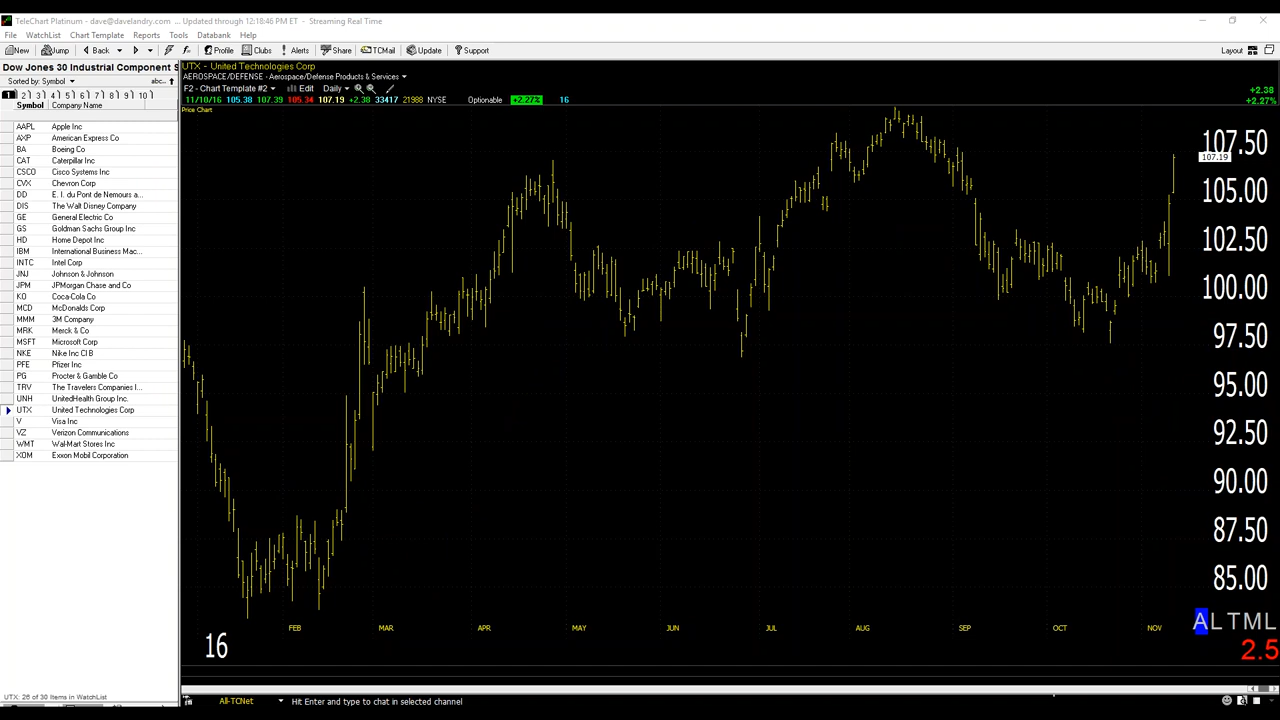 TeleChart Platinum - dave@davelandry.com ... Updated through 12:18:46 PM ET - Streaming Real Time
File WatchList Chart Template Reports Tools Databank Help
New Jump Back Profile Clubs Alerts Share TCMail Update Support Layout
Dow Jones 30 Industrial Component S
Sorted by: Symbol abc...
1 2 3 4 5 6 7 8 9 10
Symbol Company Name
AAPL Apple Inc
AXP American Express Co
BA Boeing Co
CAT Caterpillar Inc
CSCO Cisco Systems Inc
CVX Chevron Corp
DD E. I. du Pont de Nemours a...
DIS The Walt Disney Company
GE General Electric Co
GS Goldman Sachs Group Inc
HD Home Depot Inc
IBM International Business Mac...
INTC Intel Corp
JNJ Johnson & Johnson
JPM JPMorgan Chase and Co
KO Coca-Cola Co
MCD McDonalds Corp
MMM 3M Company
MRK Merck & Co
MSFT Microsoft Corp
NKE Nike Inc Cl B
PFE Pfizer Inc
PG Procter & Gamble Co
TRV The Travelers Companies I...
UNH UnitedHealth Group Inc.
UTX United Technologies Corp
V Visa Inc
VZ Verizon Communications
WMT Wal-Mart Stores Inc
XOM Exxon Mobil Corporation
UTX: 26 of 30 Items in WatchList
UTX - United Technologies Corp
AEROSPACE/DEFENSE - Aerospace/Defense Products & Services
F2 - Chart Template #2 Edit Daily
11/10/16 105.38 107.39 105.34 107.19 +2.38 33417 21988 NYSE Optionable +2.27% 16
+2.38
+2.27%
Price Chart
107.50
107.19
105.00
102.50
100.00
97.50
95.00
92.50
90.00
87.50
85.00
FEB MAR APR MAY JUN JUL AUG SEP OCT NOV
16
ALTML
2.5
All-TCNet Hit Enter and type to chat in selected channel